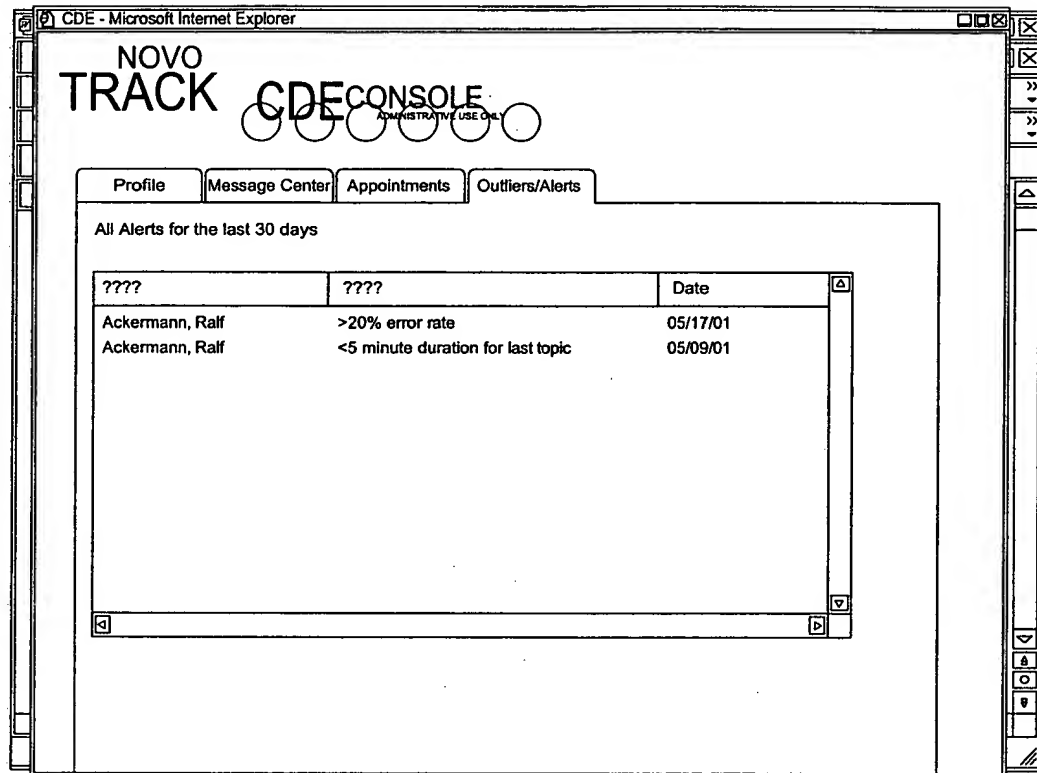 CDE - Microsoft Internet Explorer
NOVO
TRACK
CDE CONSOLE
ADMINISTRATIVE USE ONLY
Profile Message Center Appointments Outliers/Alerts
All Alerts for the last 30 days
???? ???? Date
Ackermann, Ralf >20% error rate 05/17/01
Ackermann, Ralf <5 minute duration for last topic 05/09/01